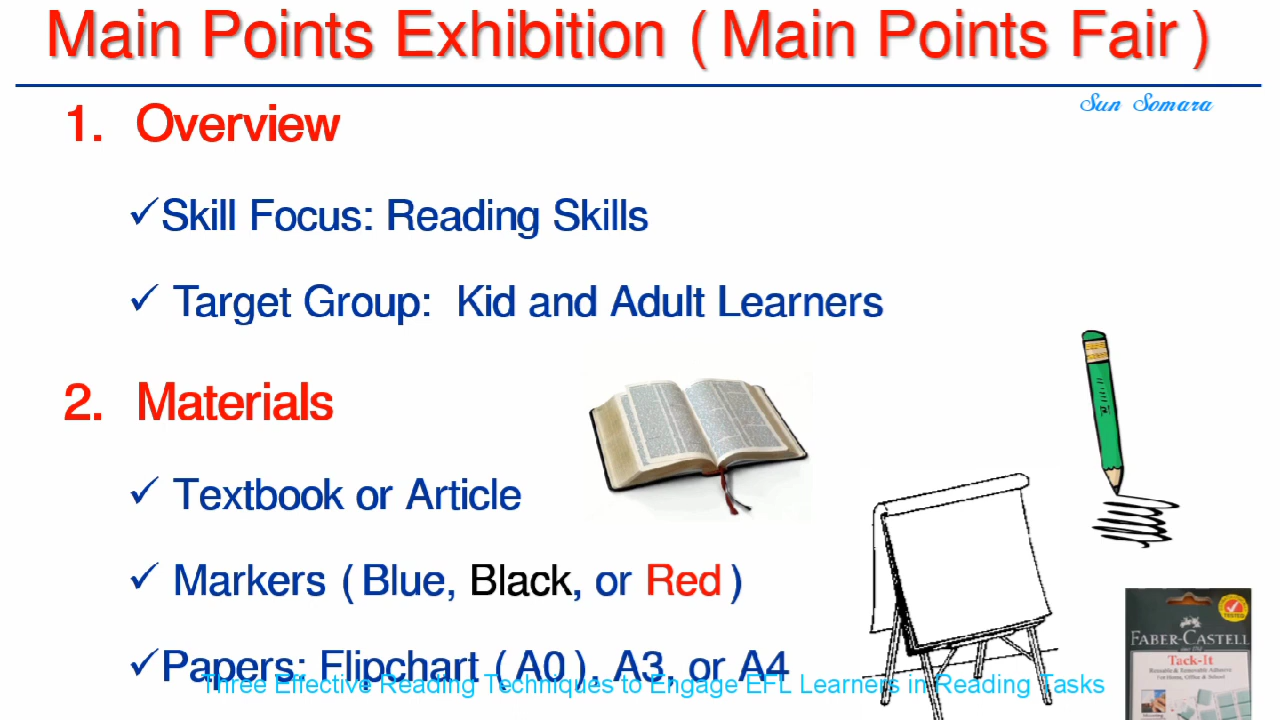 Main Points Exhibition ( Main Points Fair )
Sun Somara
1. Overview
✓Skill Focus: Reading Skills
✓ Target Group: Kid and Adult Learners
2. Materials
✓ Textbook or Article
✓ Markers ( Blue, Black, or Red )
✓Papers: Flipchart ( A0 ), A3, or A4
Three Effective Reading Techniques to Engage EFL Learners in Reading Tasks
FABER-CASTELL
Tack-It